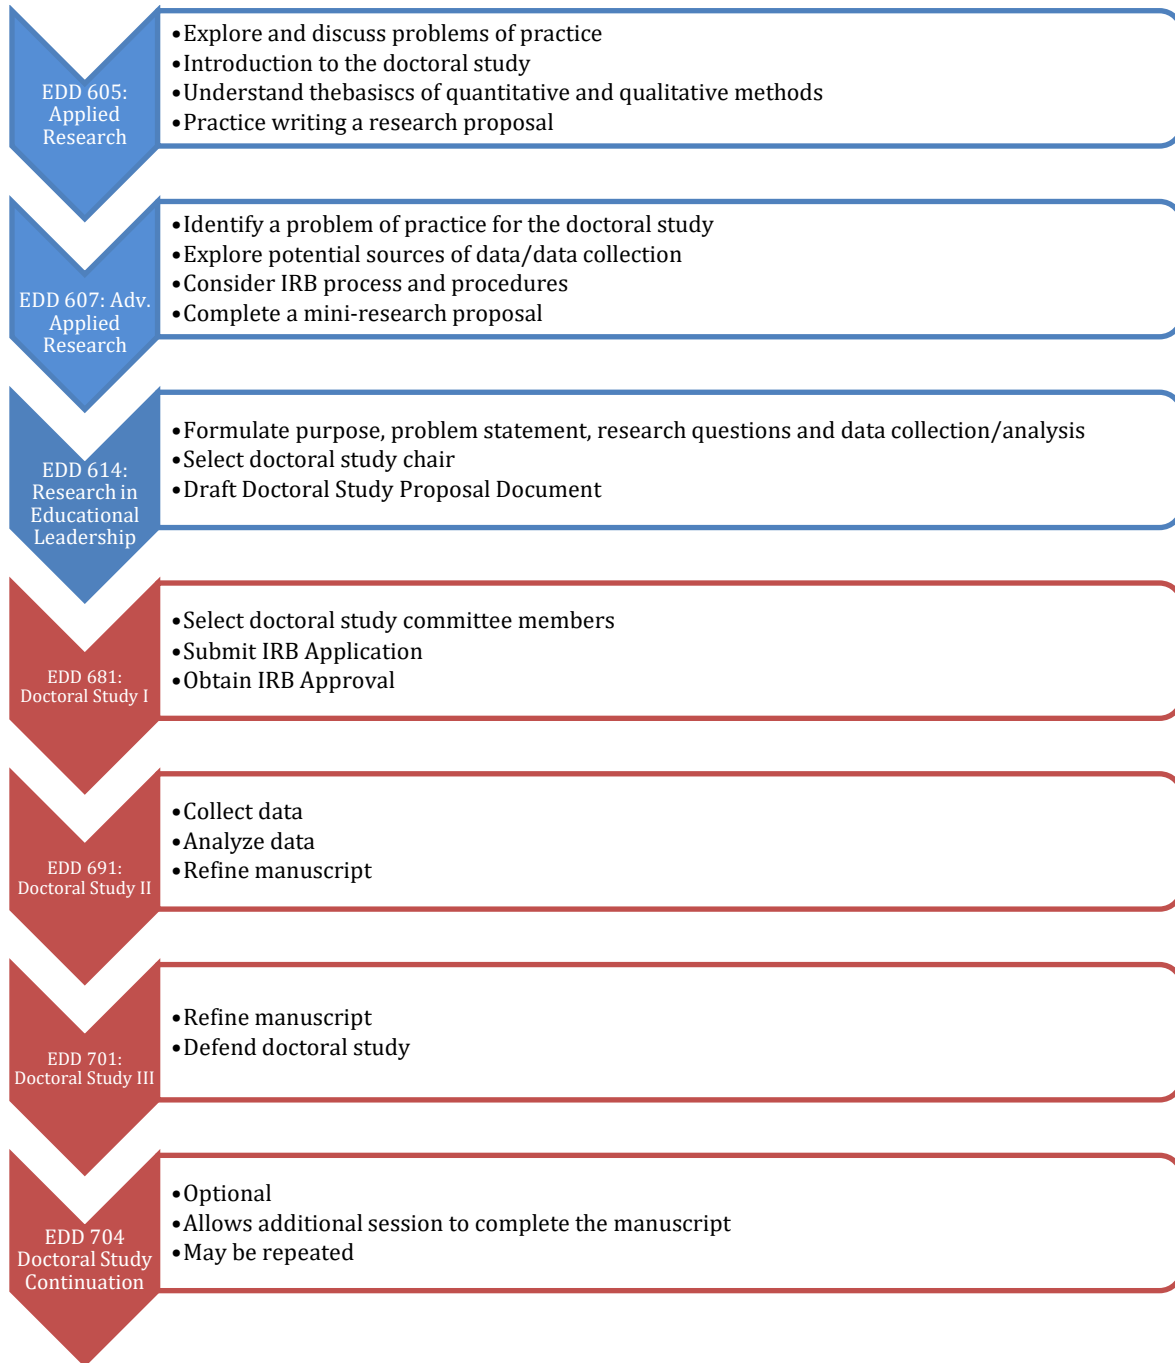 EDD 605:
Applied
Research
•Explore and discuss problems of practice
•Introduction to the doctoral study
•Understand thebasiscs of quantitative and qualitative methods
•Practice writing a research proposal
EDD 607: Adv.
Applied
Research
•Identify a problem of practice for the doctoral study
•Explore potential sources of data/data collection
•Consider IRB process and procedures
•Complete a mini-research proposal
EDD 614:
Research in
Educational
Leadership
•Formulate purpose, problem statement, research questions and data collection/analysis
•Select doctoral study chair
•Draft Doctoral Study Proposal Document
EDD 681:
Doctoral Study I
•Select doctoral study committee members
•Submit IRB Application
•Obtain IRB Approval
EDD 691:
Doctoral Study II
•Collect data
•Analyze data
•Refine manuscript
EDD 701:
Doctoral Study III
•Refine manuscript
•Defend doctoral study
EDD 704
Doctoral Study
Continuation
•Optional
•Allows additional session to complete the manuscript
•May be repeated